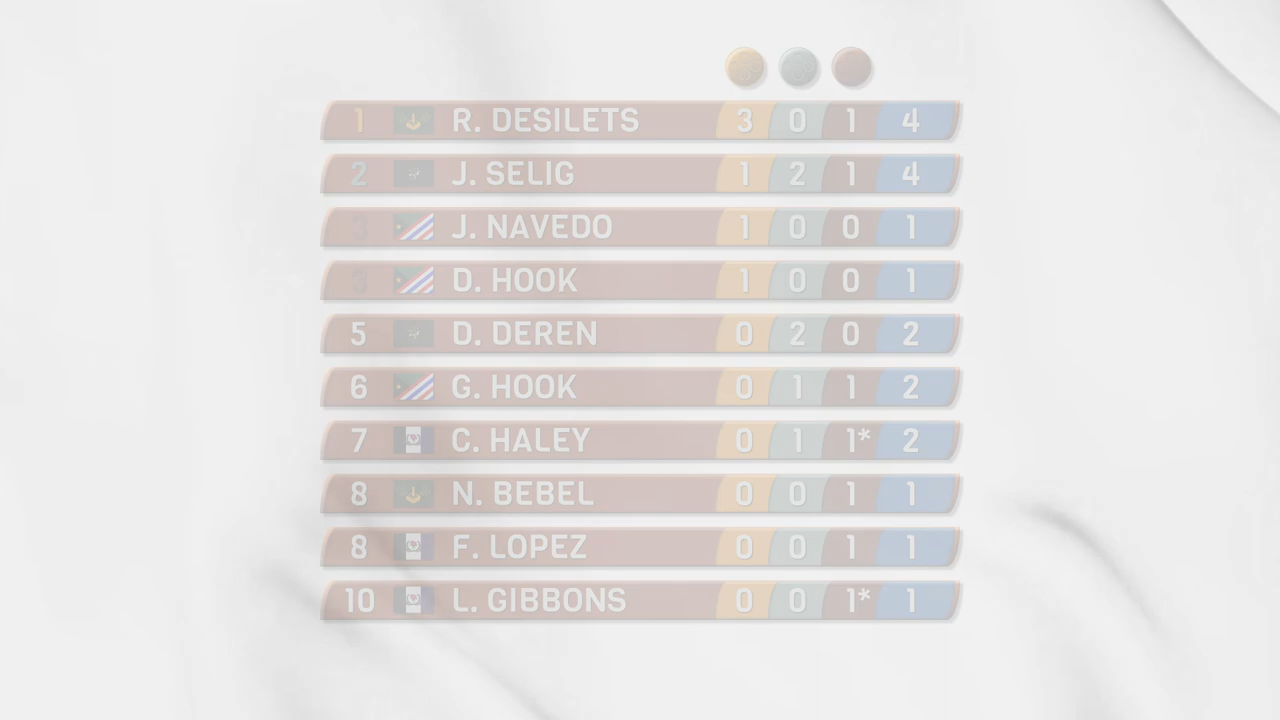 1 R. DESILETS 3 0 1 4
2 J. SELIG 1 2 1 4
3 J. NAVEDO 1 0 0 1
3 D. HOOK 1 0 0 1
5 D. DEREN 0 2 0 2
6 G. HOOK 0 1 1 2
7 C. HALEY 0 1 1* 2
8 N. BEBEL 0 0 1 1
8 F. LOPEZ 0 0 1 1
10 L. GIBBONS 0 0 1* 1